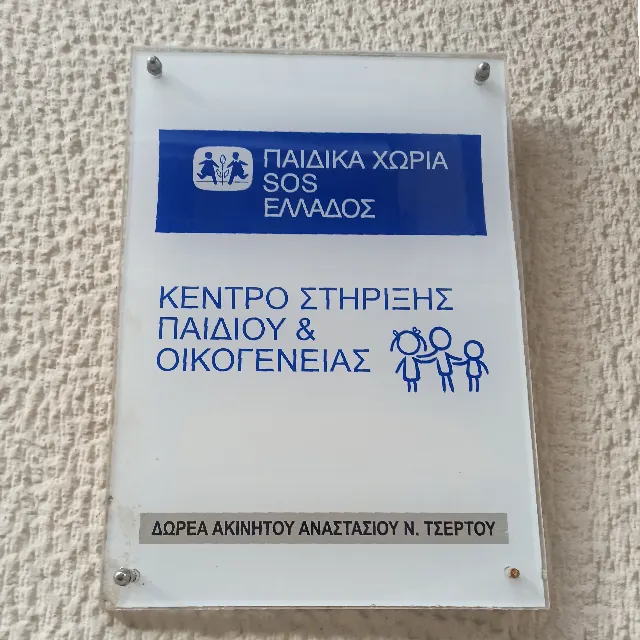 ΠΑΙΔΙΚΑ ΧΩΡΙΑ
SOS
ΕΛΛΑΔΟΣ
ΚΕΝΤΡΟ ΣΤΗΡΙΞΗΣ
ΠΑΙΔΙΟΥ &
ΟΙΚΟΓΕΝΕΙΑΣ
ΔΩΡΕΑ ΑΚΙΝΗΤΟΥ ΑΝΑΣΤΑΣΙΟΥ Ν. ΤΣΕΡΤΟΥ